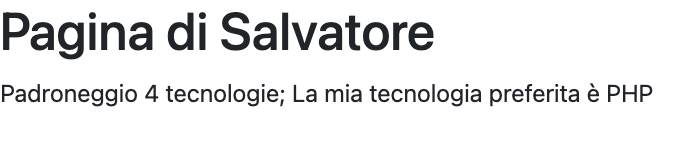 Pagina di Salvatore
Padroneggio 4 tecnologie; La mia tecnologia preferita è PHP